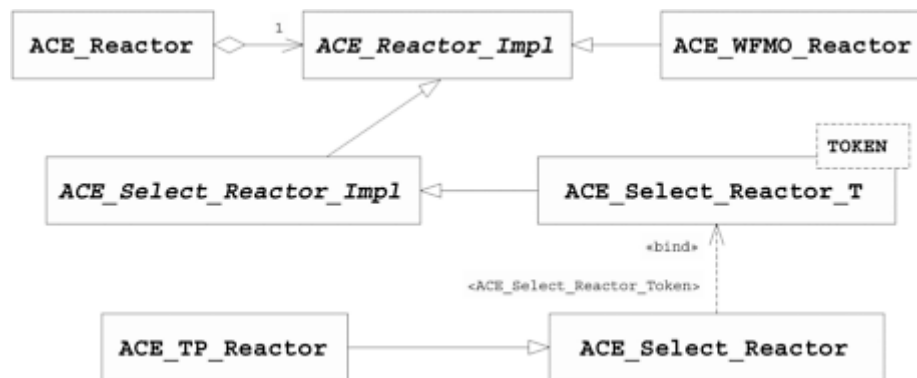 1
ACE_Reactor
ACE_Reactor_Impl
ACE_WFMO_Reactor
TOKEN
ACE_Select_Reactor_Impl
ACE_Select_Reactor_T
«bind»
<ACE_Select_Reactor_Token>
ACE_TP_Reactor
ACE_Select_Reactor